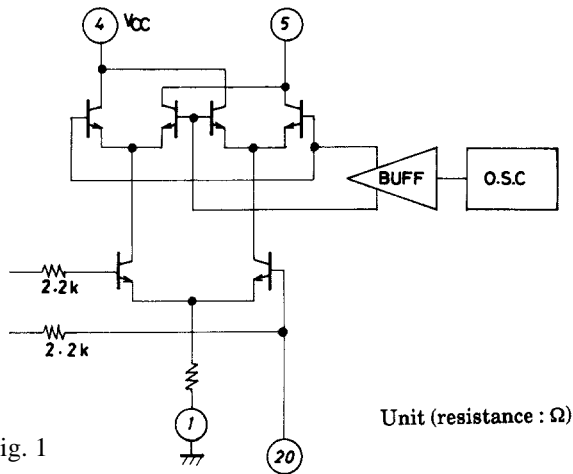 4 VCC 5
BUFF O.S.C
2.2k
2.2k
1
Unit (resistance : Ω)
ig. 1
20